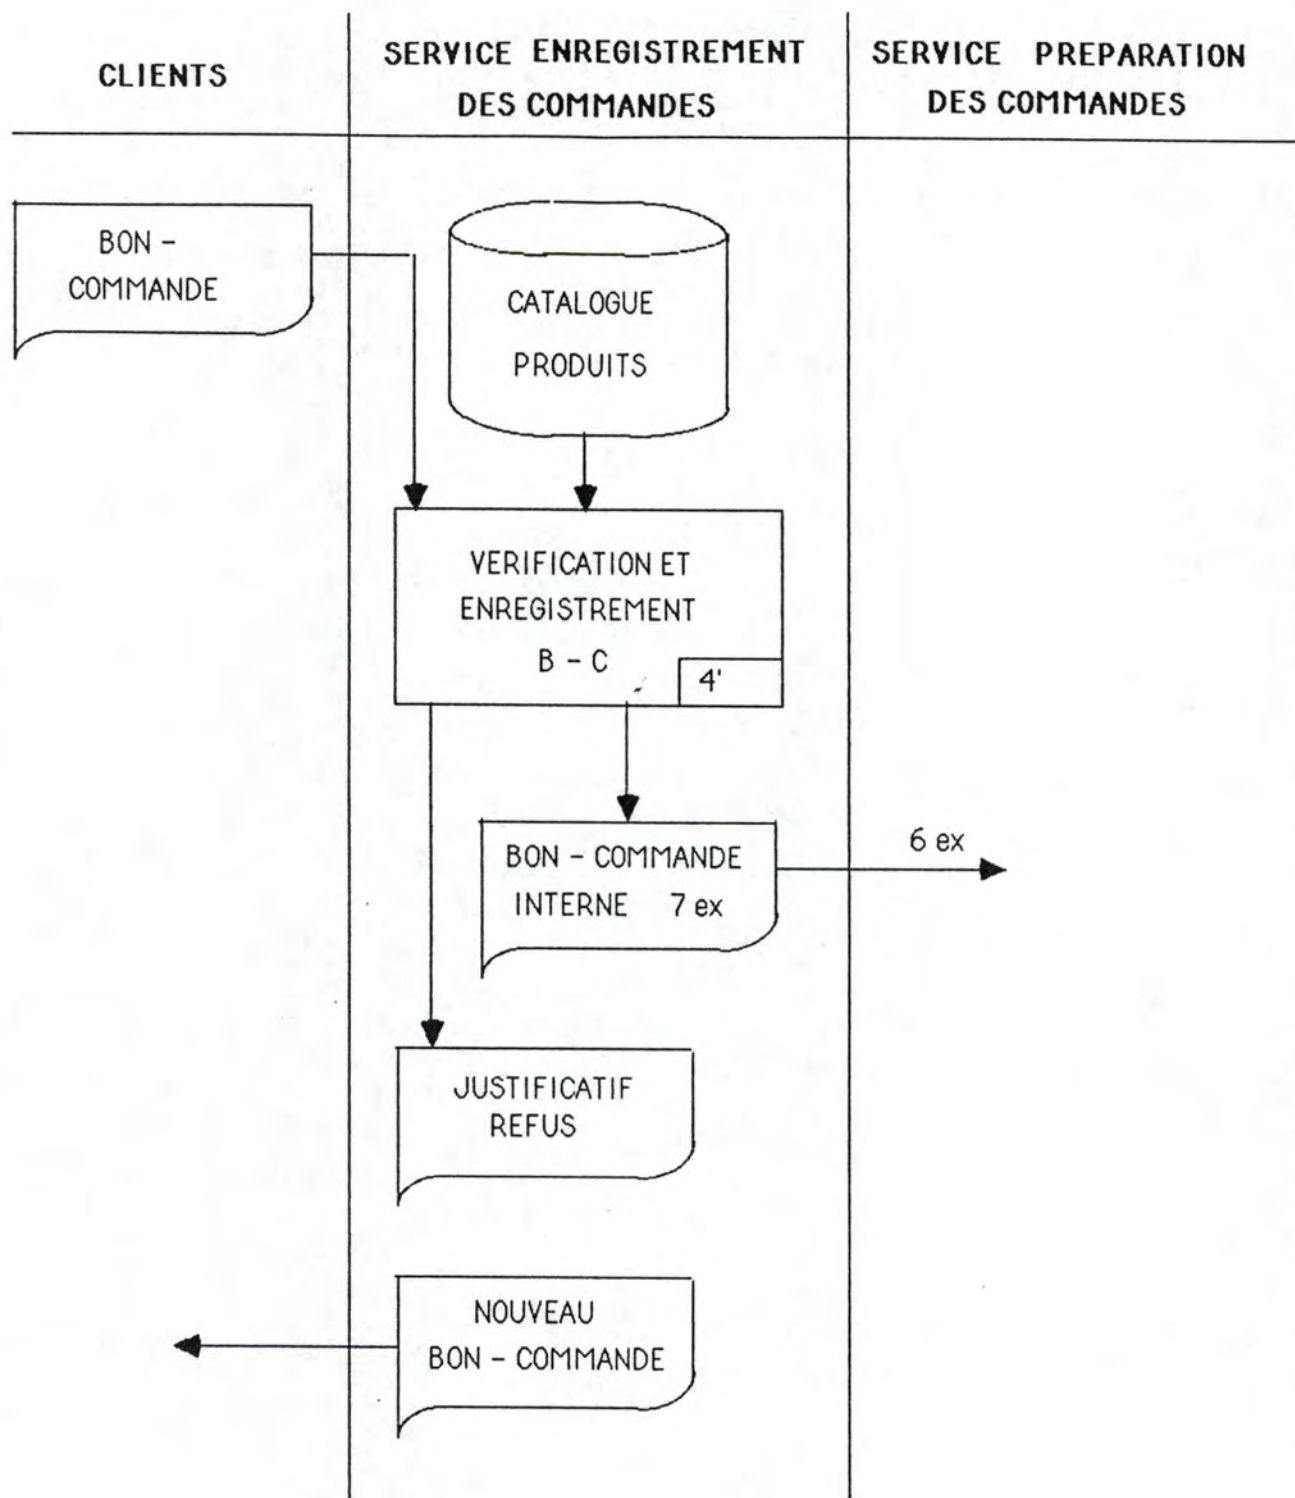 CLIENTS
SERVICE ENREGISTREMENT
DES COMMANDES
SERVICE PREPARATION
DES COMMANDES
BON -
COMMANDE
CATALOGUE
PRODUITS
VERIFICATION ET
ENREGISTREMENT
B - C
4'
BON - COMMANDE
INTERNE 7 ex
6 ex
JUSTIFICATIF
REFUS
NOUVEAU
BON - COMMANDE